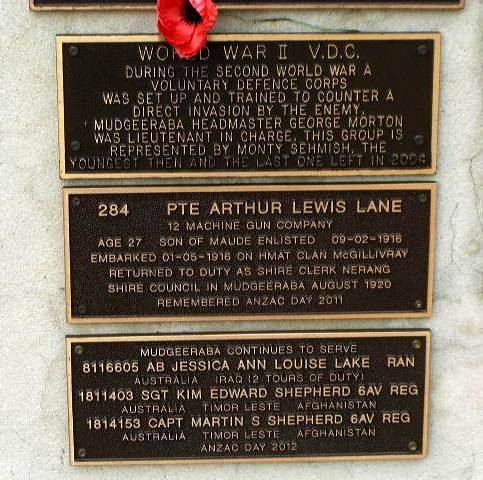 WORLD WAR II V.D.C.
DURING THE SECOND WORLD WAR A
VOLUNTARY DEFENCE CORPS
WAS SET UP AND TRAINED TO COUNTER A
DIRECT INVASION BY THE ENEMY.
MUDGEERABA HEADMASTER GEORGE MORTON
WAS LIEUTENANT IN CHARGE. THIS GROUP IS
REPRESENTED BY MONTY SEHMISH, THE
YOUNGEST THEN AND THE LAST ONE LEFT IN 2004
284 PTE ARTHUR LEWIS LANE
12 MACHINE GUN COMPANY
AGE 27 SON OF MAUDE ENLISTED 09-02-1916
EMBARKED 01-05-1916 ON HMAT CLAN McGILLIVRAY
RETURNED TO DUTY AS SHIRE CLERK NERANG
SHIRE COUNCIL IN MUDGEERABA AUGUST 1920
REMEMBERED ANZAC DAY 2011
MUDGEERABA CONTINUES TO SERVE
8116605 AB JESSICA ANN LOUISE LAKE RAN
AUSTRALIA IRAQ (2 TOURS OF DUTY)
1811403 SGT KIM EDWARD SHEPHERD 6AV REG
AUSTRALIA TIMOR LESTE AFGHANISTAN
1814153 CAPT MARTIN S SHEPHERD 6AV REG
AUSTRALIA TIMOR LESTE AFGHANISTAN
ANZAC DAY 2012